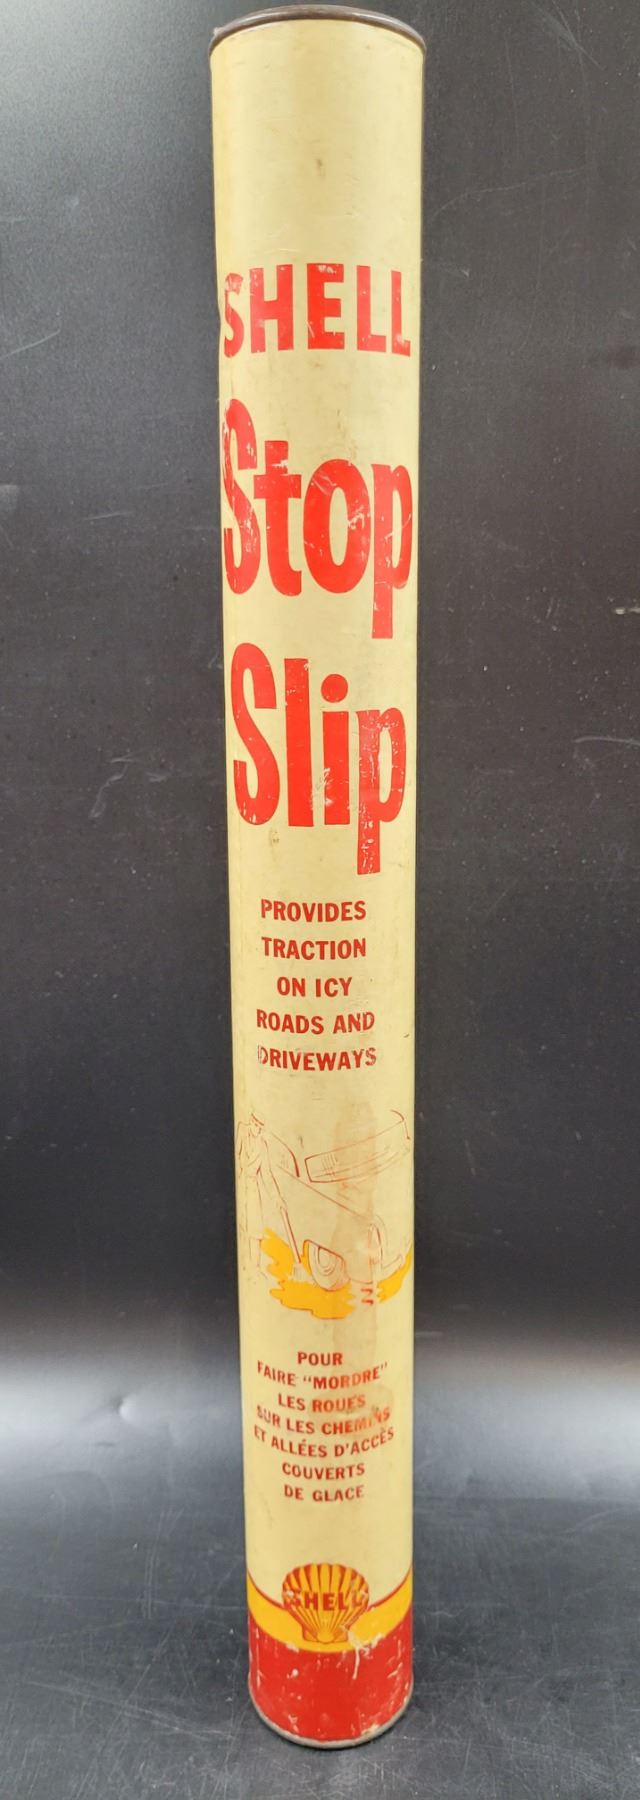 SHELL
Stop
Slip
PROVIDES
TRACTION
ON ICY
ROADS AND
DRIVEWAYS
POUR
FAIRE "MORDRE"
LES ROUES
SUR LES CHEMINS
ET ALLÉES D'ACCÈS
COUVERTS
DE GLACE
SHELL